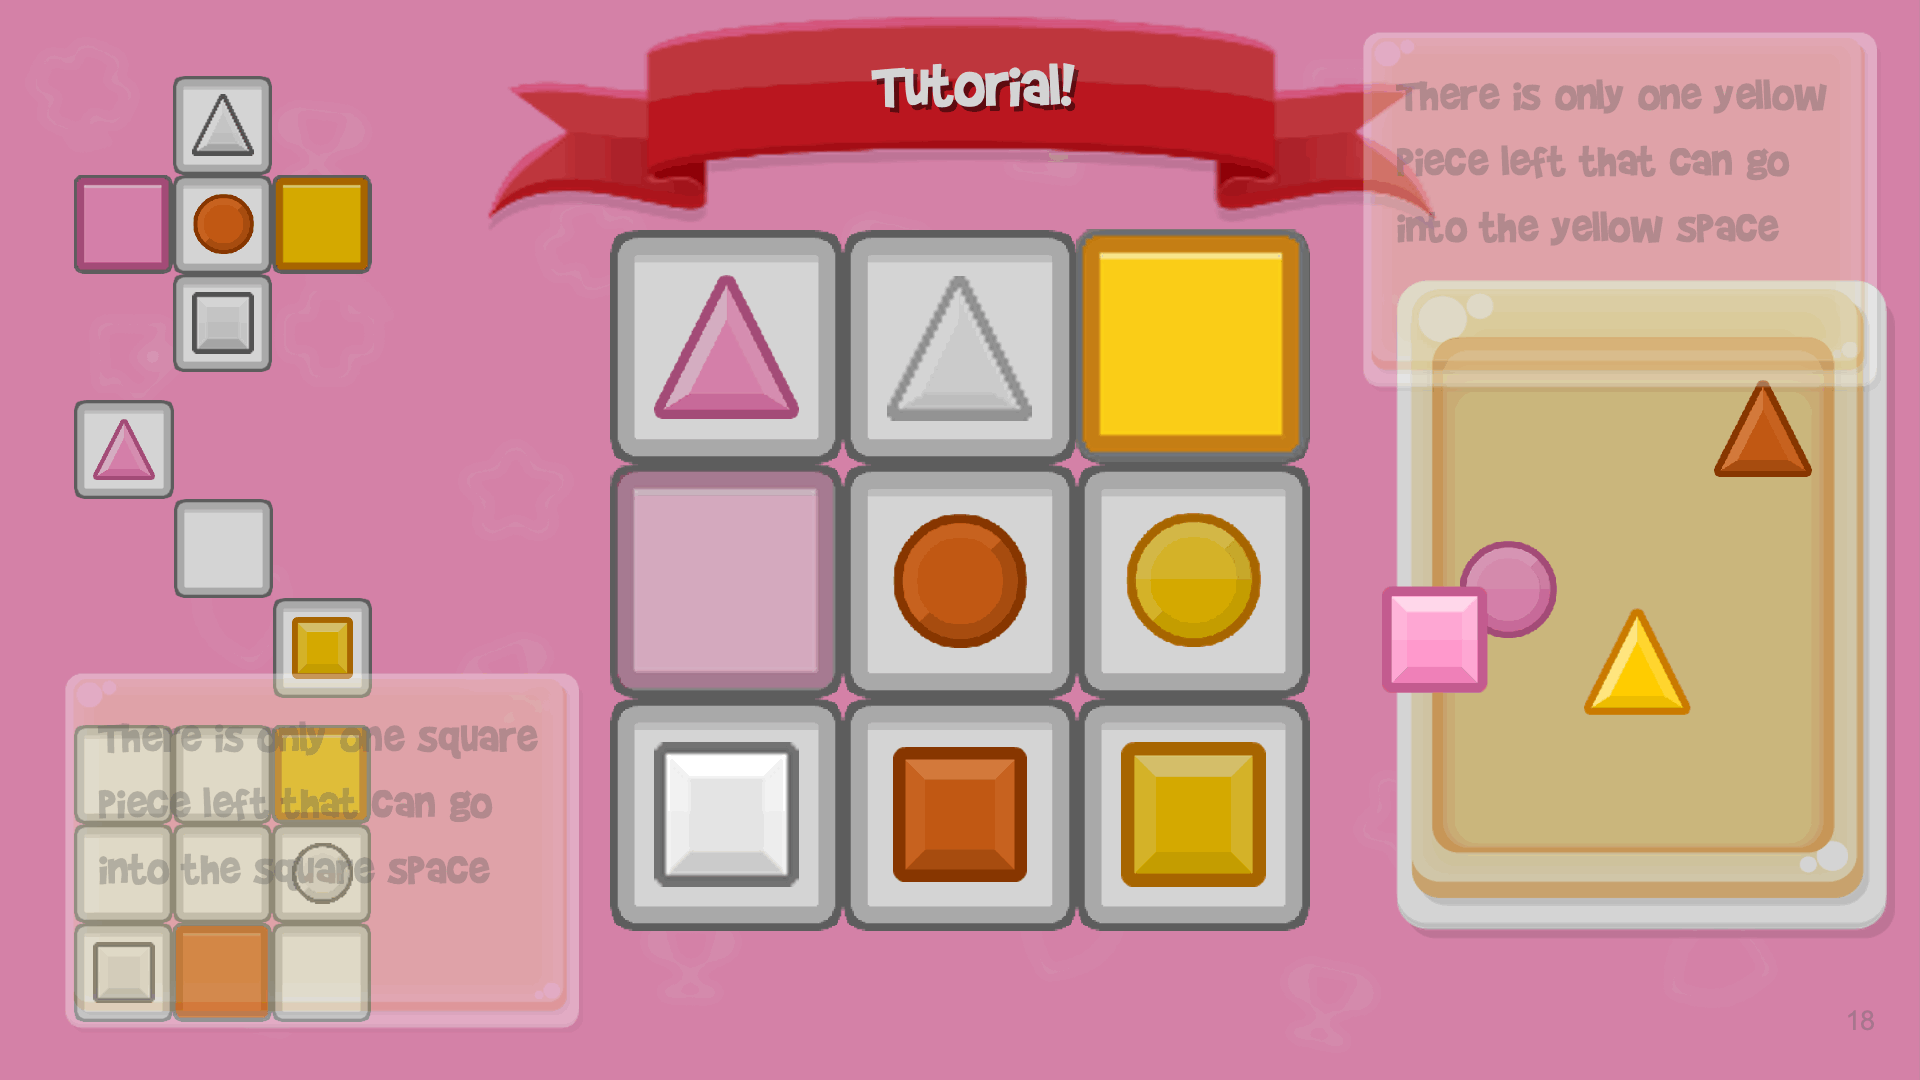 Tutorial!
There is only one yellow
Piece left that can go
into the yellow space
There is only one square
Piece left that can go
into the square space
18